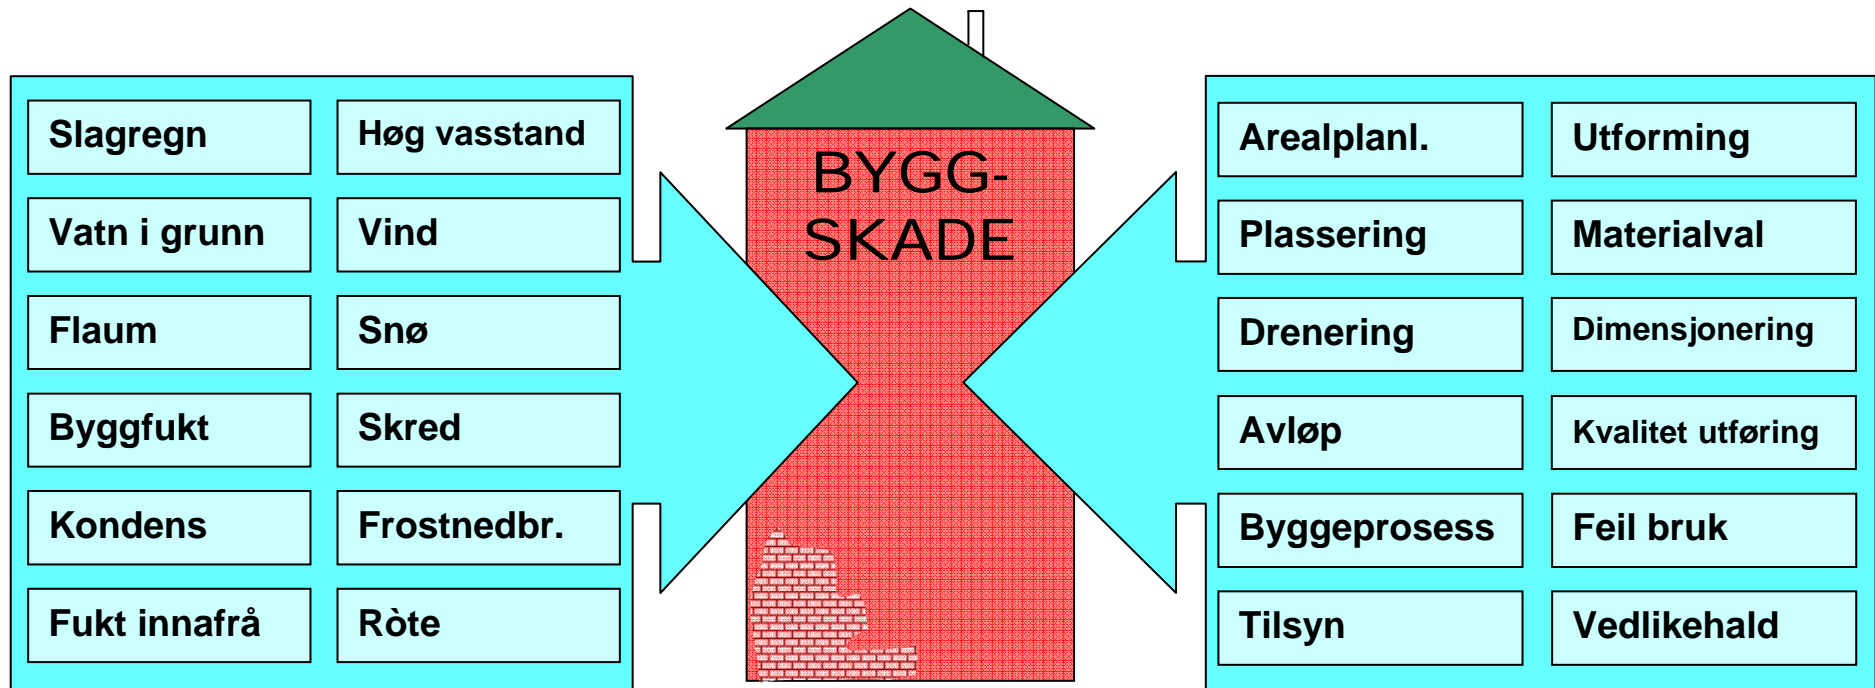 Slagregn
Høg vasstand
Vatn i grunn
Vind
Flaum
Snø
Byggfukt
Skred
Kondens
Frostnedbr.
Fukt innafrå
Ròte
BYGG-
SKADE
Arealplanl.
Utforming
Plassering
Materialval
Drenering
Dimensjonering
Avløp
Kvalitet utføring
Byggeprosess
Feil bruk
Tilsyn
Vedlikehald